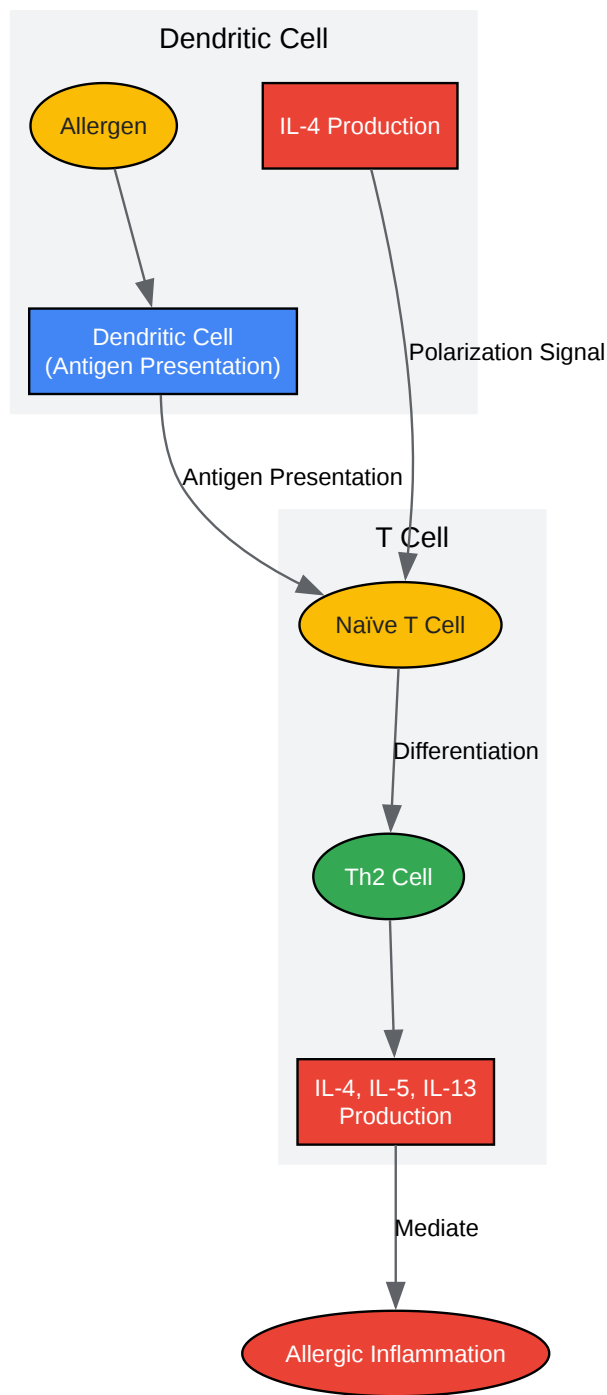 Dendritic Cell
Allergen
IL-4 Production
Dendritic Cell
(Antigen Presentation)
Polarization Signal
Antigen Presentation
T Cell
Naïve T Cell
Differentiation
Th2 Cell
IL-4, IL-5, IL-13
Production
Mediate
Allergic Inflammation